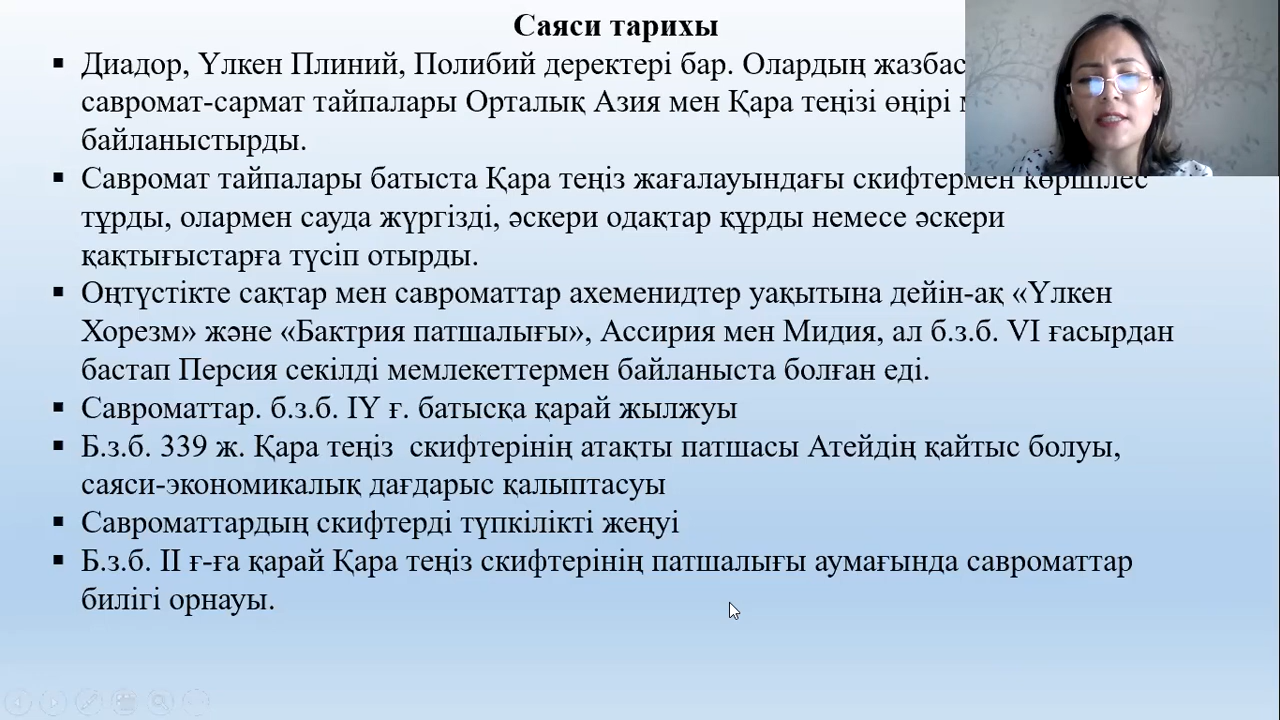 Саяси тарихы
▪ Диадор, Үлкен Плиний, Полибий деректері бар. Олардың
савромат-сармат тайпалары Орталық Азия мен Қара теңізі өңірі
байланыстырды.
▪ Савромат тайпалары батыста Қара теңіз жағалауындағы скифтермен көршілес
тұрды, олармен сауда жүргізді, әскери одақтар құрды немесе әскери
қақтығыстарға түсіп отырды.
▪ Оңтүстікте сақтар мен савроматтар ахеменидтер уақытына дейін-ақ «Үлкен
Хорезм» және «Бактрия патшалығы», Ассирия мен Мидия, ал б.з.б. VI ғасырдан
бастап Персия секілді мемлекеттермен байланыста болған еді.
▪ Савроматтар. б.з.б. IY ғ. батысқа қарай жылжуы
▪ Б.з.б. 339 ж. Қара теңіз  скифтерінің атақты патшасы Атейдің қайтыс болуы,
саяси-экономикалық дағдарыс қалыптасуы
▪ Савроматтардың скифтерді түпкілікті жеңуі
▪ Б.з.б. II ғ-ға қарай Қара теңіз скифтерінің патшалығы аумағында савроматтар
билігі орнауы.